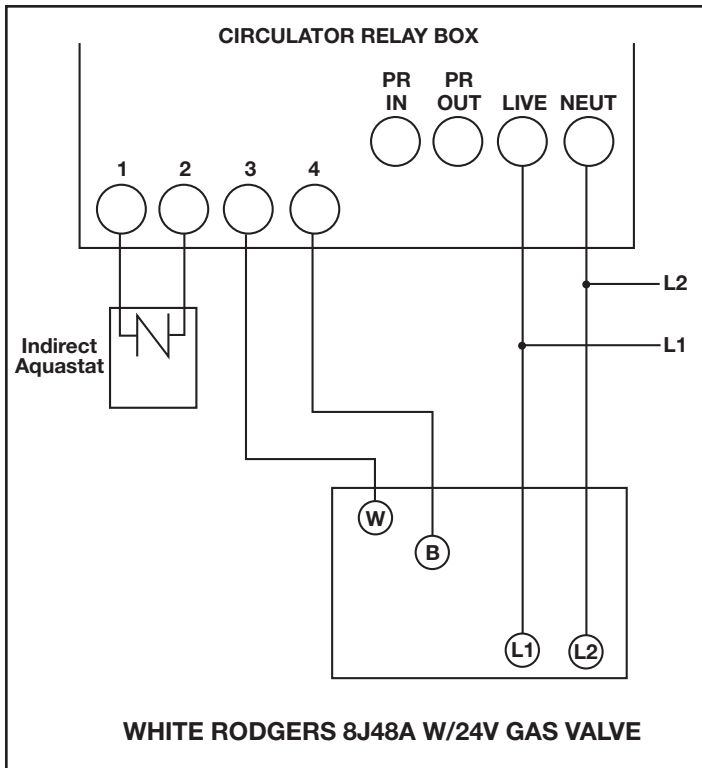 CIRCULATOR RELAY BOX
PR IN
PR OUT
LIVE
NEUT
1
2
3
4
L2
L1
Indirect
Aquastat
W
B
L1
L2
WHITE RODGERS 8J48A W/24V GAS VALVE